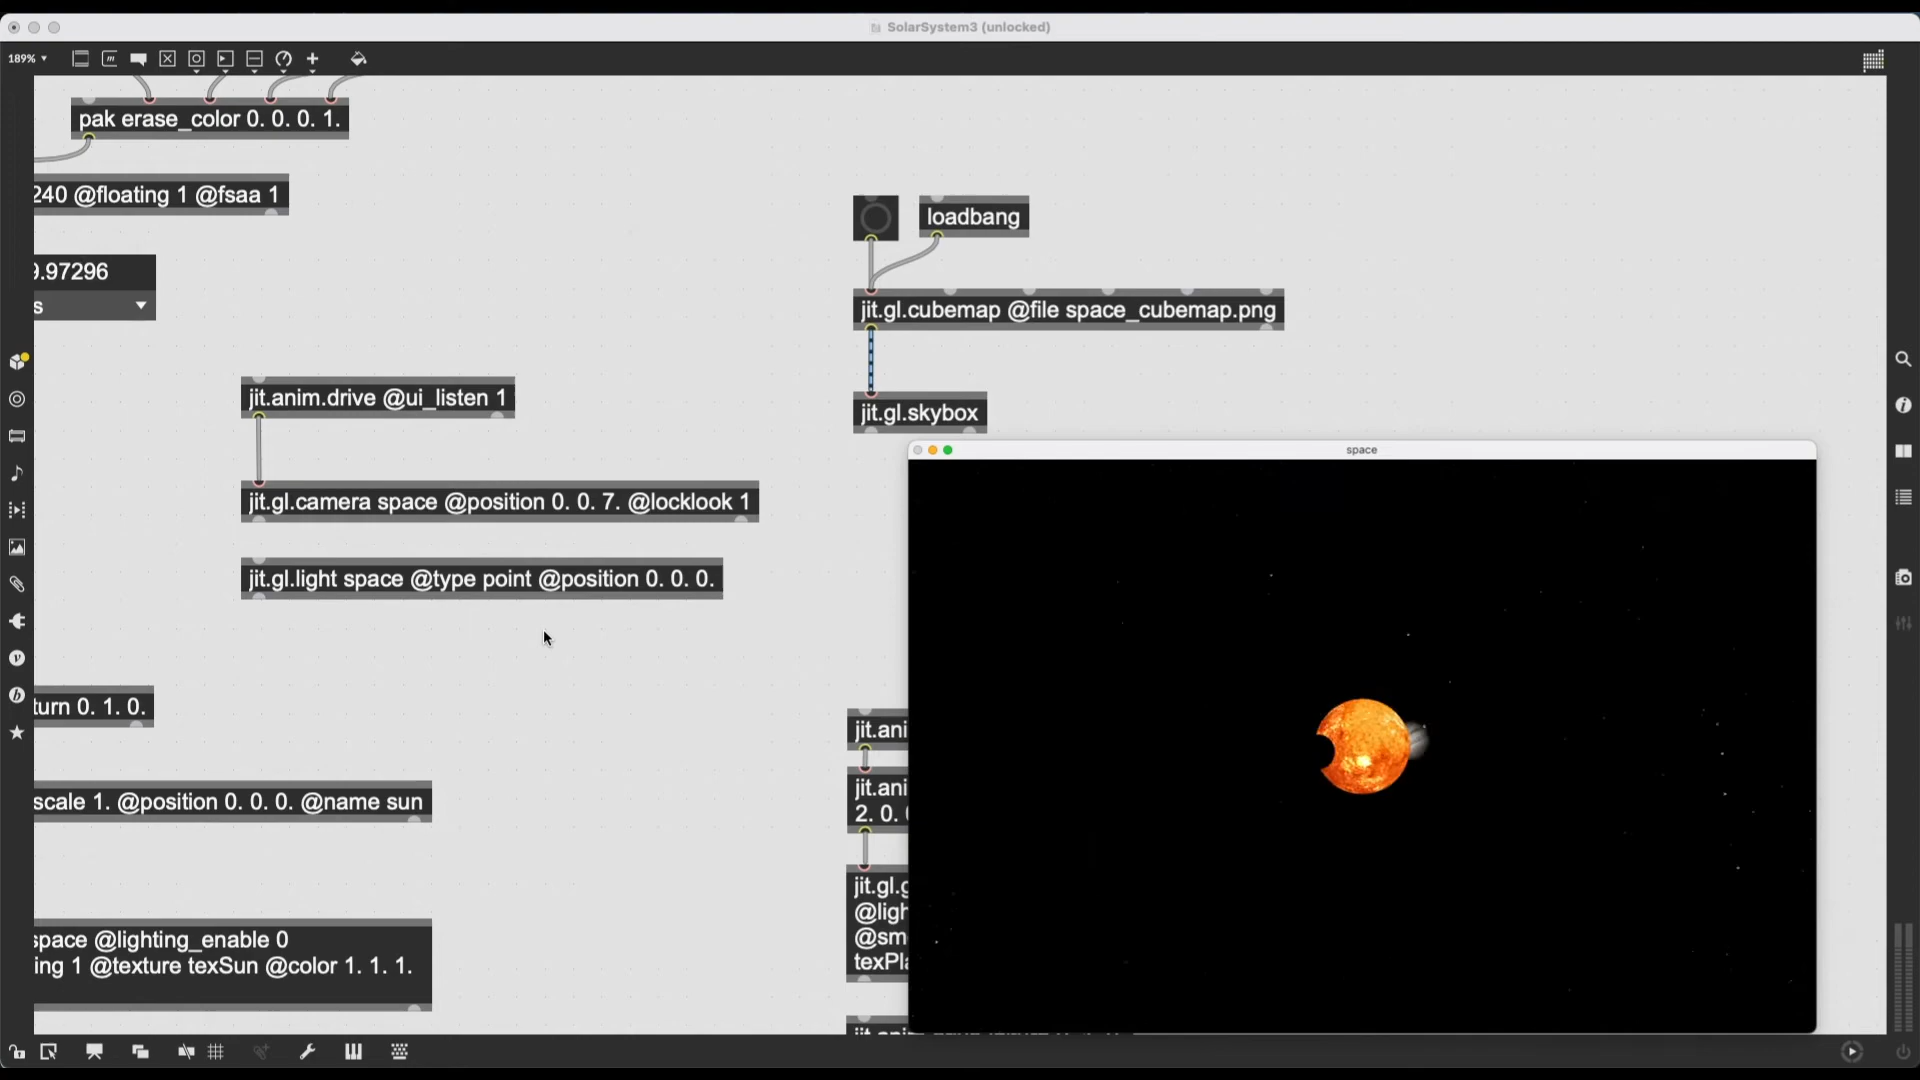 SolarSystem3 (unlocked)
189%
pak erase_color 0. 0. 0. 1.
240 @floating 1 @fsaa 1
loadbang
9.97296
s
jit.gl.cubemap @file space_cubemap.png
jit.anim.drive @ui_listen 1
jit.gl.skybox
space
jit.gl.camera space @position 0. 0. 7. @locklook 1
jit.gl.light space @type point @position 0. 0. 0.
turn 0. 1. 0.
jit.ani
jit.ani
2. 0. 0
scale 1. @position 0. 0. 0. @name sun
jit.gl.g
@ligh
@sm
texPla
space @lighting_enable 0
ing 1 @texture texSun @color 1. 1. 1.